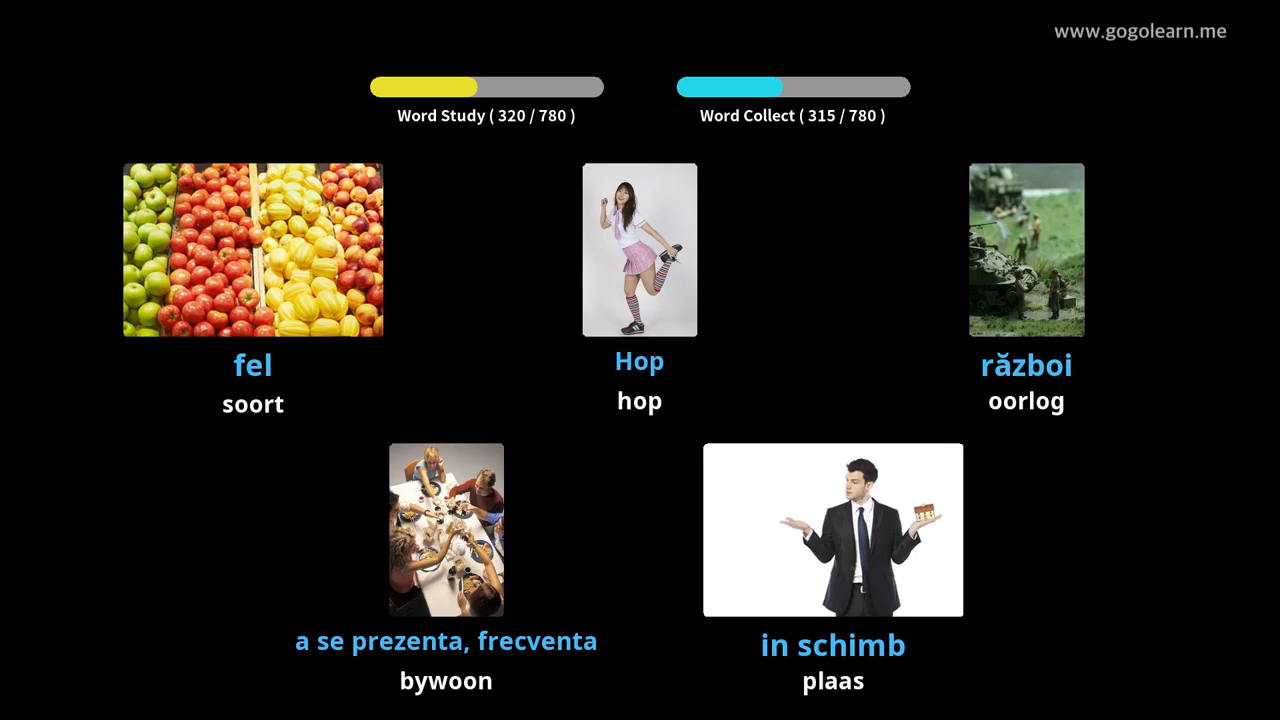 www.gogolearn.me
Word Study ( 320 / 780 )
Word Collect ( 315 / 780 )
fel
soort
Hop
hop
război
oorlog
a se prezenta, frecventa
bywoon
in schimb
plaas